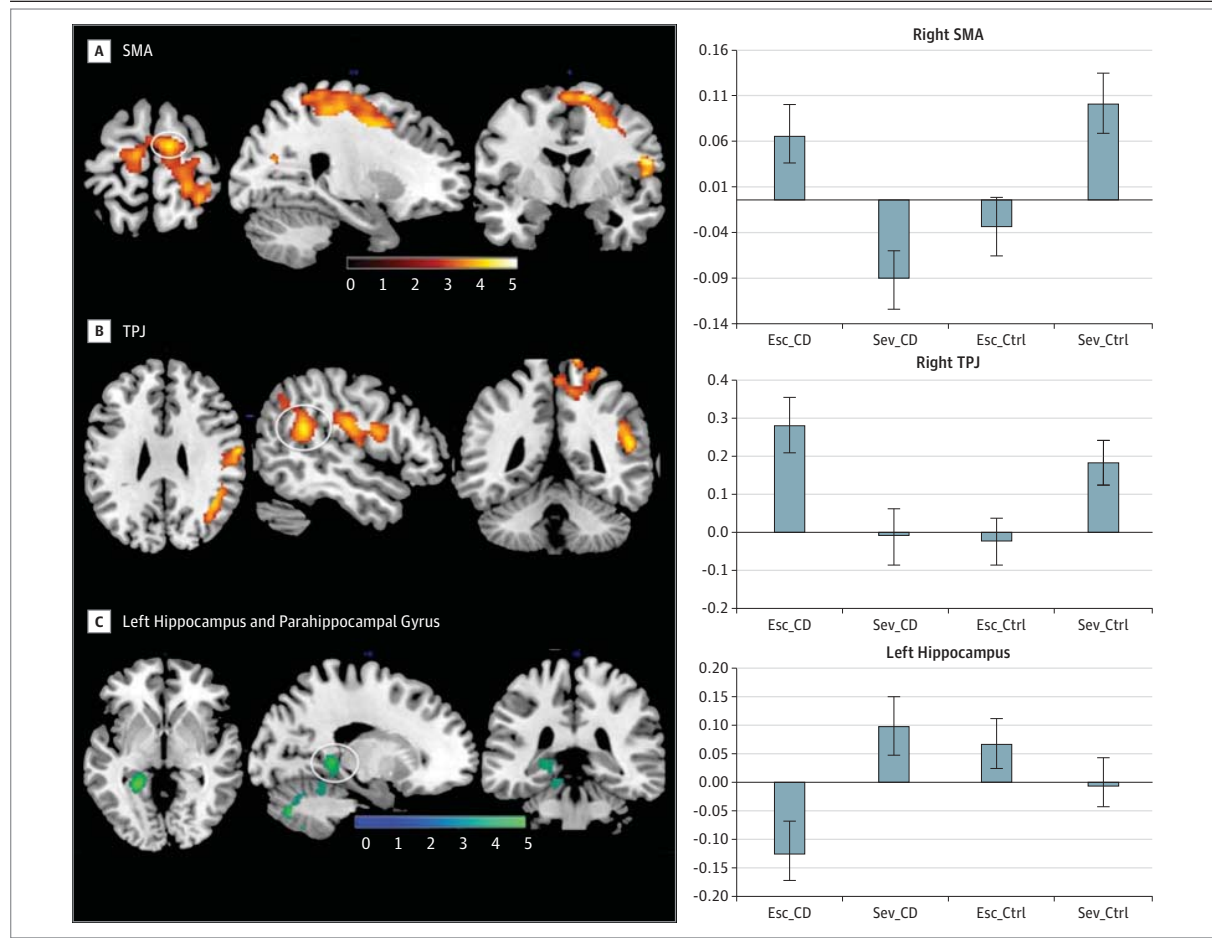 A SMA
0 1 2 3 4 5
B TPJ
C Left Hippocampus and Parahippocampal Gyrus
0 1 2 3 4 5
Right SMA
0.16
0.11
0.06
0.01
-0.04
-0.09
-0.14
Esc_CD Sev_CD Esc_Ctrl Sev_Ctrl
Right TPJ
0.4
0.3
0.2
0.1
0.0
-0.1
-0.2
Esc_CD Sev_CD Esc_Ctrl Sev_Ctrl
Left Hippocampus
0.20
0.15
0.10
0.05
0.00
-0.05
-0.10
-0.15
-0.20
Esc_CD Sev_CD Esc_Ctrl Sev_Ctrl